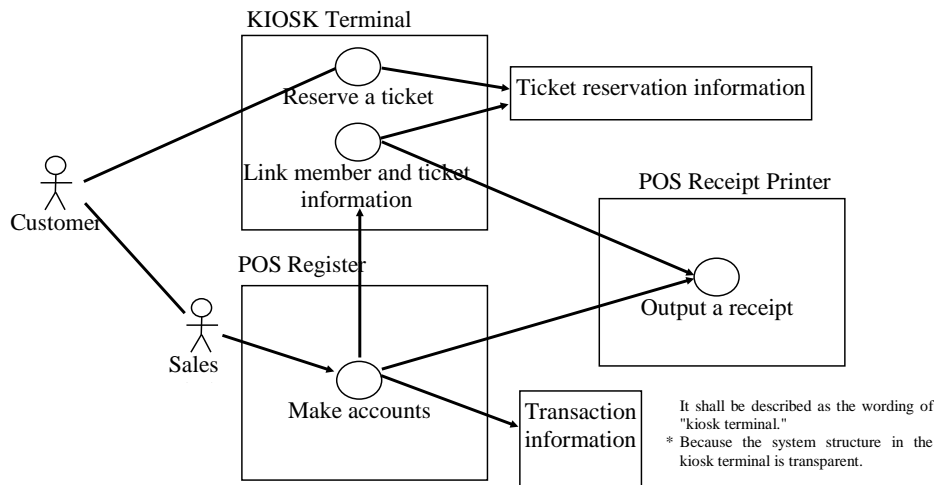 KIOSK Terminal
Reserve a ticket
Ticket reservation information
Link member and ticket
information
Customer
POS Receipt Printer
POS Register
Output a receipt
Sales
Make accounts
Transaction
information
It shall be described as the wording of
"kiosk terminal."
* Because the system structure in the
kiosk terminal is transparent.